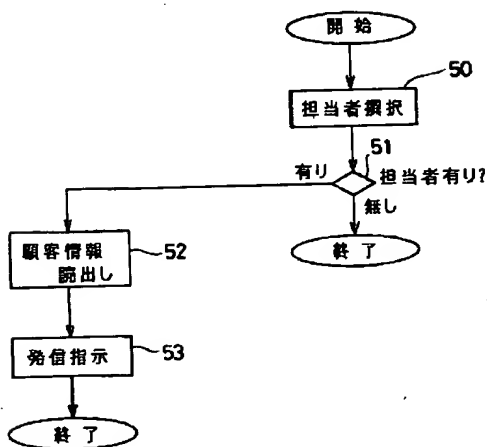 開始
担当者選択
50
51
有り
担当者有り?
無し
終了
顧客情報
読出し
52
発信指示
53
終了